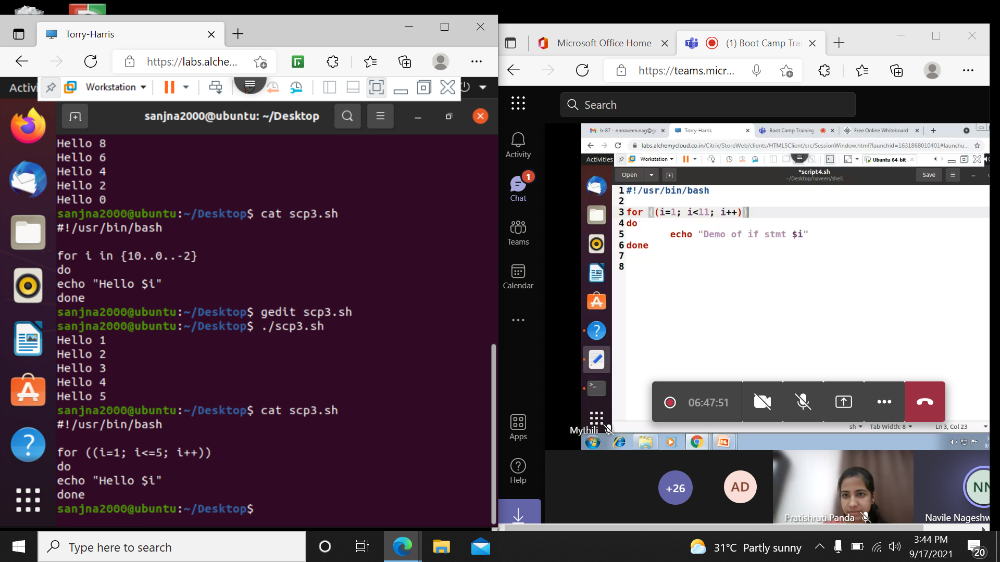 Torry-Harris
https://labs.alche...
Activi
Workstation
sanjna2000@ubuntu: ~/Desktop
Hello 8
Hello 6
Hello 4
Hello 2
Hello 0
sanjna2000@ubuntu:~/Desktop$ cat scp3.sh
#!/usr/bin/bash
for i in {10..0..-2}
do
echo "Hello $i"
done
sanjna2000@ubuntu:~/Desktop$ gedit scp3.sh
sanjna2000@ubuntu:~/Desktop$ ./scp3.sh
Hello 1
Hello 2
Hello 3
Hello 4
Hello 5
sanjna2000@ubuntu:~/Desktop$ cat scp3.sh
#!/usr/bin/bash
for ((i=1; i<=5; i++))
do
echo "Hello $i"
done
sanjna2000@ubuntu:~/Desktop$
Microsoft Office Home
(1) Boot Camp Trai
https://teams.micr...
Search
Activity
1
Chat
Teams
Calendar
Apps
Help
b-87 - nnnaveen.nag@g
Torry-Harris
Boot Camp Training
Free Online Whiteboard
labs.alchemycloud.co.in/Citrix/StoreWeb/clients/HTML5Client/src/SessionWindow.html?launchid=1631868010401#launchu...
Activities
Workstation
Ubuntu 64-bit
Open
*script4.sh
~/Desktop/naveen/shell
Save
1 #!/usr/bin/bash
2
3 for ((i=1; i<11; i++))
4 do
5 echo "Demo of if stmt $i"
6 done
7
8
06:47:51
sh
Tab Width: 8
Ln 3, Col 23
Mythili
+26
AD
Pratishruti Panda
NN
Navile Nageshw
Type here to search
31°C Partly sunny
3:44 PM
9/17/2021
20